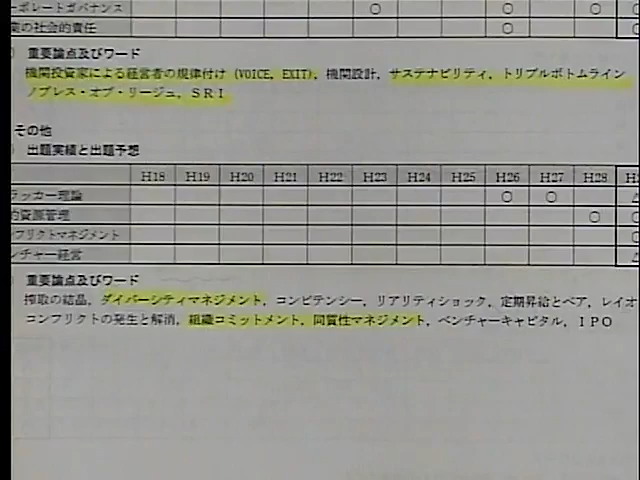 ーポレートガバナンス ○ ○ ○
業の社会的責任 ○
重要論点及びワード
機関投資家による経営者の規律付け (VOICE, EXIT), 機関設計, サステナビリティ, トリプルボトムライン
ノブレス・オブ・リージュ, SRI
その他
出題実績と出題予想
H18 H19 H20 H21 H22 H23 H24 H25 H26 H27 H28
ラッカー理論 ○ ○ △
的資源管理 ○ ○
フリクトマネジメント ○
ンチャー経営 △
重要論点及びワード
搾取の結晶, ダイバーシティマネジメント, コンピテンシー, リアリティショック, 定期昇給とベア, レイオ
コンフリクトの発生と解消, 組織コミットメント, 同質性マネジメント, ベンチャーキャピタル, IPO